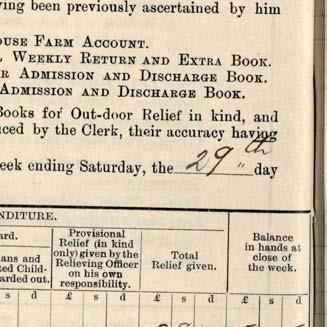 ing been previously ascertained by him
OUSE FARM ACCOUNT.
WEEKLY RETURN AND EXTRA BOOK.
R ADMISSION AND DISCHARGE BOOK.
ADMISSION AND DISCHARGE BOOK.
Books for Out-door Relief in kind, and
ced by the Clerk, their accuracy having
eek ending Saturday, the 29th day
NDITURE.
ard.
ans and
ted Child-
arded out.
Provisional
Relief (in kind
only) given by the
Relieving Officer
on his own
responsibility.
Total
Relief given.
Balance
in hands at
close of
the week.
s d £ s d £ s d £ s d